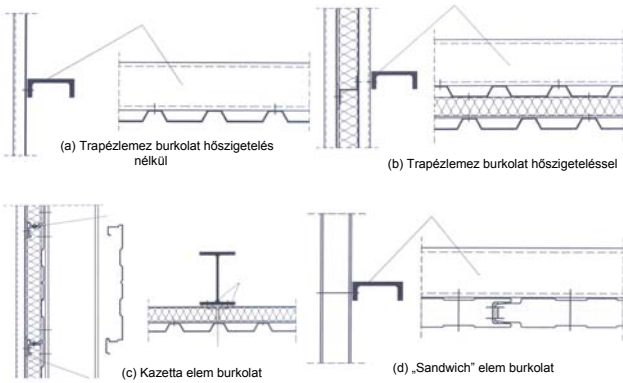 (a) Trapézlemez burkolat hőszigetelés
nélkül
(b) Trapézlemez burkolat hőszigeteléssel
(c) Kazetta elem burkolat
(d) „Sandwich” elem burkolat